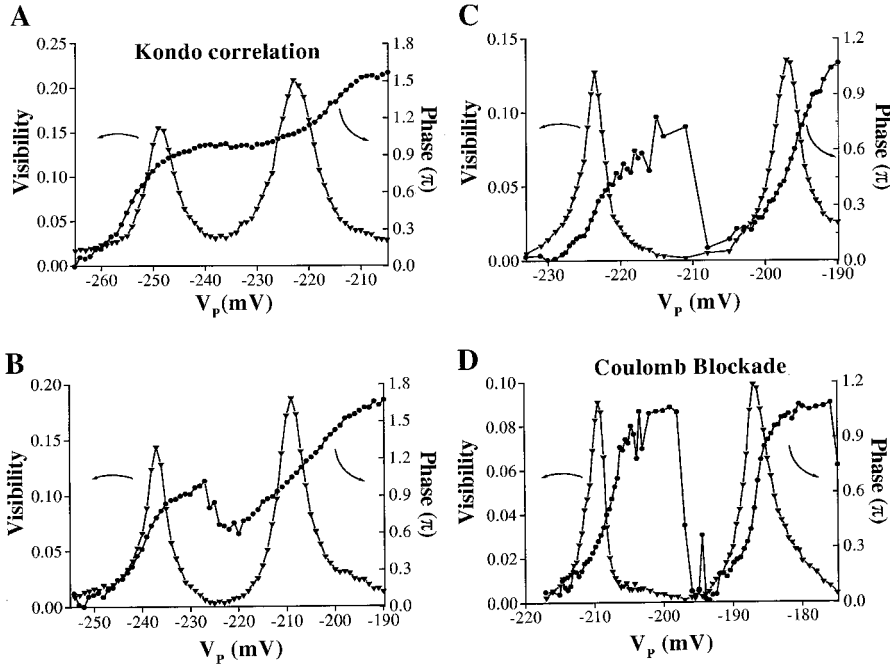 A
Kondo correlation
0.25
0.20
0.15
0.10
0.05
0.00
Visibility
1.8
1.5
1.2
0.9
0.6
0.3
0.0
Phase (π)
-260 -250 -240 -230 -220 -210
VP(mV)
C
0.15
0.10
0.05
0.00
Visibility
1.2
0.9
0.6
0.3
0.0
Phase (π)
-230 -220 -210 -200 -190
VP (mV)
B
0.20
0.15
0.10
0.05
0.00
Visibility
1.8
1.5
1.2
0.9
0.6
0.3
0.0
Phase (π)
-250 -240 -230 -220 -210 -200 -190
VP (mV)
D
Coulomb Blockade
0.10
0.08
0.06
0.04
0.02
0.00
Visibility
1.2
0.9
0.6
0.3
0.0
Phase (π)
-220 -210 -200 -190 -180
VP (mV)